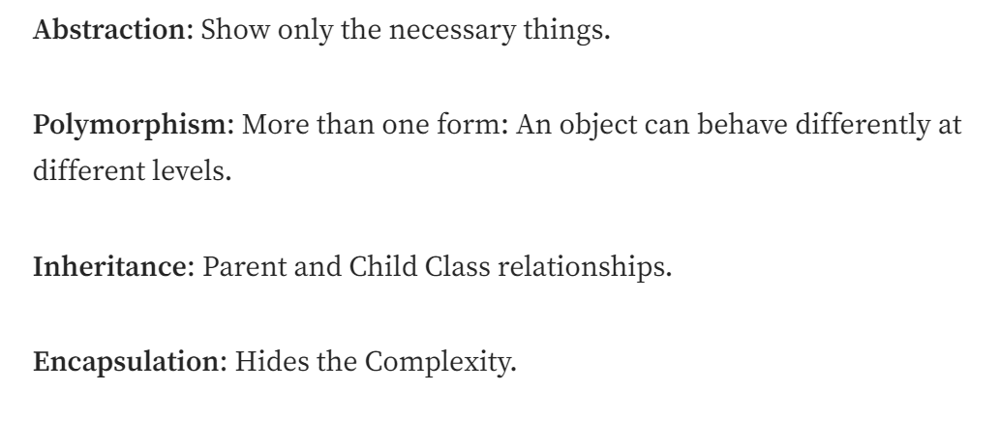 Abstraction: Show only the necessary things.
Polymorphism: More than one form: An object can behave differently at
different levels.
Inheritance: Parent and Child Class relationships.
Encapsulation: Hides the Complexity.